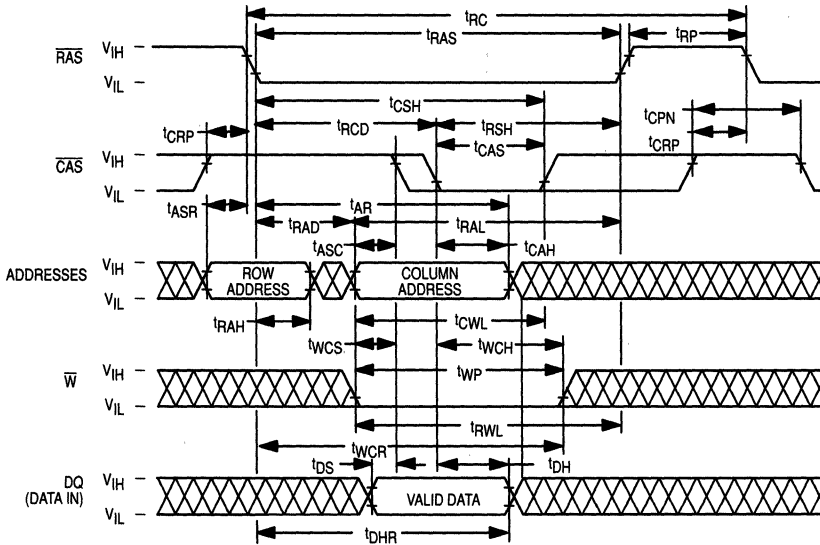 tRC
tRAS
tRP
RAS
VIH –
VIL –
tCSH
tCRP
tRCD
tRSH
tCPN
tCAS
tCRP
CAS
VIH –
VIL –
tASR
tAR
tRAD
tRAL
tASC
tCAH
ADDRESSES
VIH –
VIL –
ROW ADDRESS
COLUMN ADDRESS
tRAH
tCWL
tWCS
tWCH
W
VIH –
VIL –
tWP
tRWL
tWCR
tDS
tDH
DQ
(DATA IN)
VIH –
VIL –
VALID DATA
tDHR